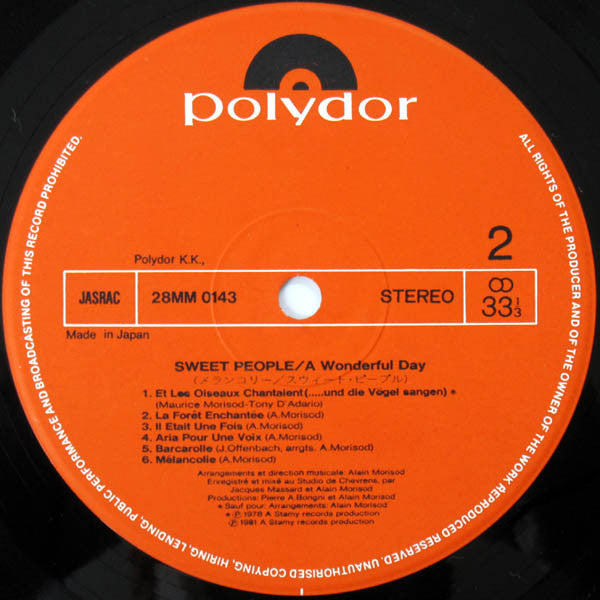 polydor
2
Polydor K.K.,
JASRAC 28MM 0143 STEREO 33 1/3
Made in Japan
SWEET PEOPLE/A Wonderful Day
(メランコリー/スウィート・ピープル)
1. Et Les Oiseaux Chantaient (.....und die Vögel sangen) *
(Maurice Morisod-Tony D'Adario)
2. La Forêt Enchantée (A.Morisod)
3. Il Etait Une Fois (A.Morisod)
4. Aria Pour Une Voix (A.Morisod)
5. Barcarolle (J.Offenbach, arrgts. A.Morisod)
6. Mélancolie (A.Morisod)
Arrangements et direction musicale: Alain Morisod
Enregistré et mixé au Studio de Chevrens, par
Jacques Massard et Alain Morisod
Productions: Pierre A.Bongni et Alain Morisod
* Sauf pour: Arrangements: Alain Morisod
* ℗ 1978 A Stamy records production
℗ 1981 A Stamy records production
ALL RIGHTS OF THE PRODUCER AND OF THE OWNER OF THE WORK REPRODUCED RESERVED. UNAUTHORISED COPYING, HIRING, LENDING, PUBLIC PERFORMANCE AND BROADCASTING OF THIS RECORD PROHIBITED.